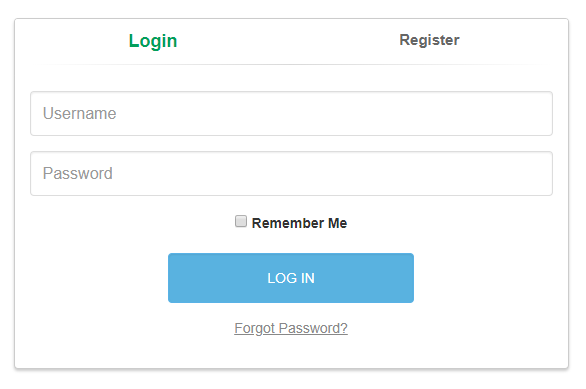 Login Register
Username
Password
Remember Me
LOG IN
Forgot Password?